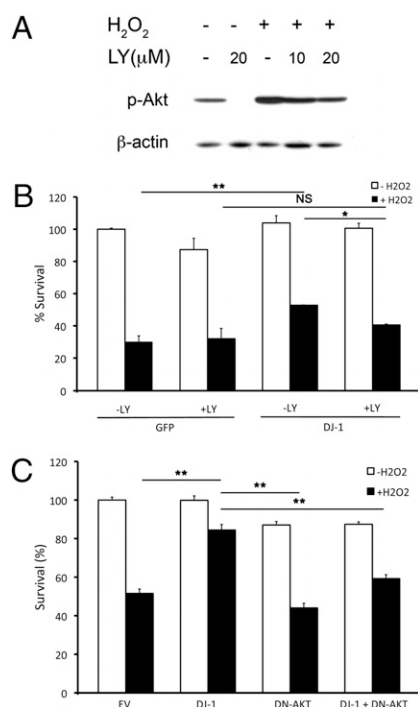 A
H₂O₂ - - + + +
LY(μM) - 20 - 10 20
p-Akt
β-actin
B
120
100
80
60
40
20
0
% Survival
**
NS
*
- H2O2
+ H2O2
-LY +LY -LY +LY
GFP DJ-1
C
120
100
80
60
40
20
0
Survival (%)
** ** **
-H2O2
+H2O2
EV DJ-1 DN-AKT DJ-1 + DN-AKT